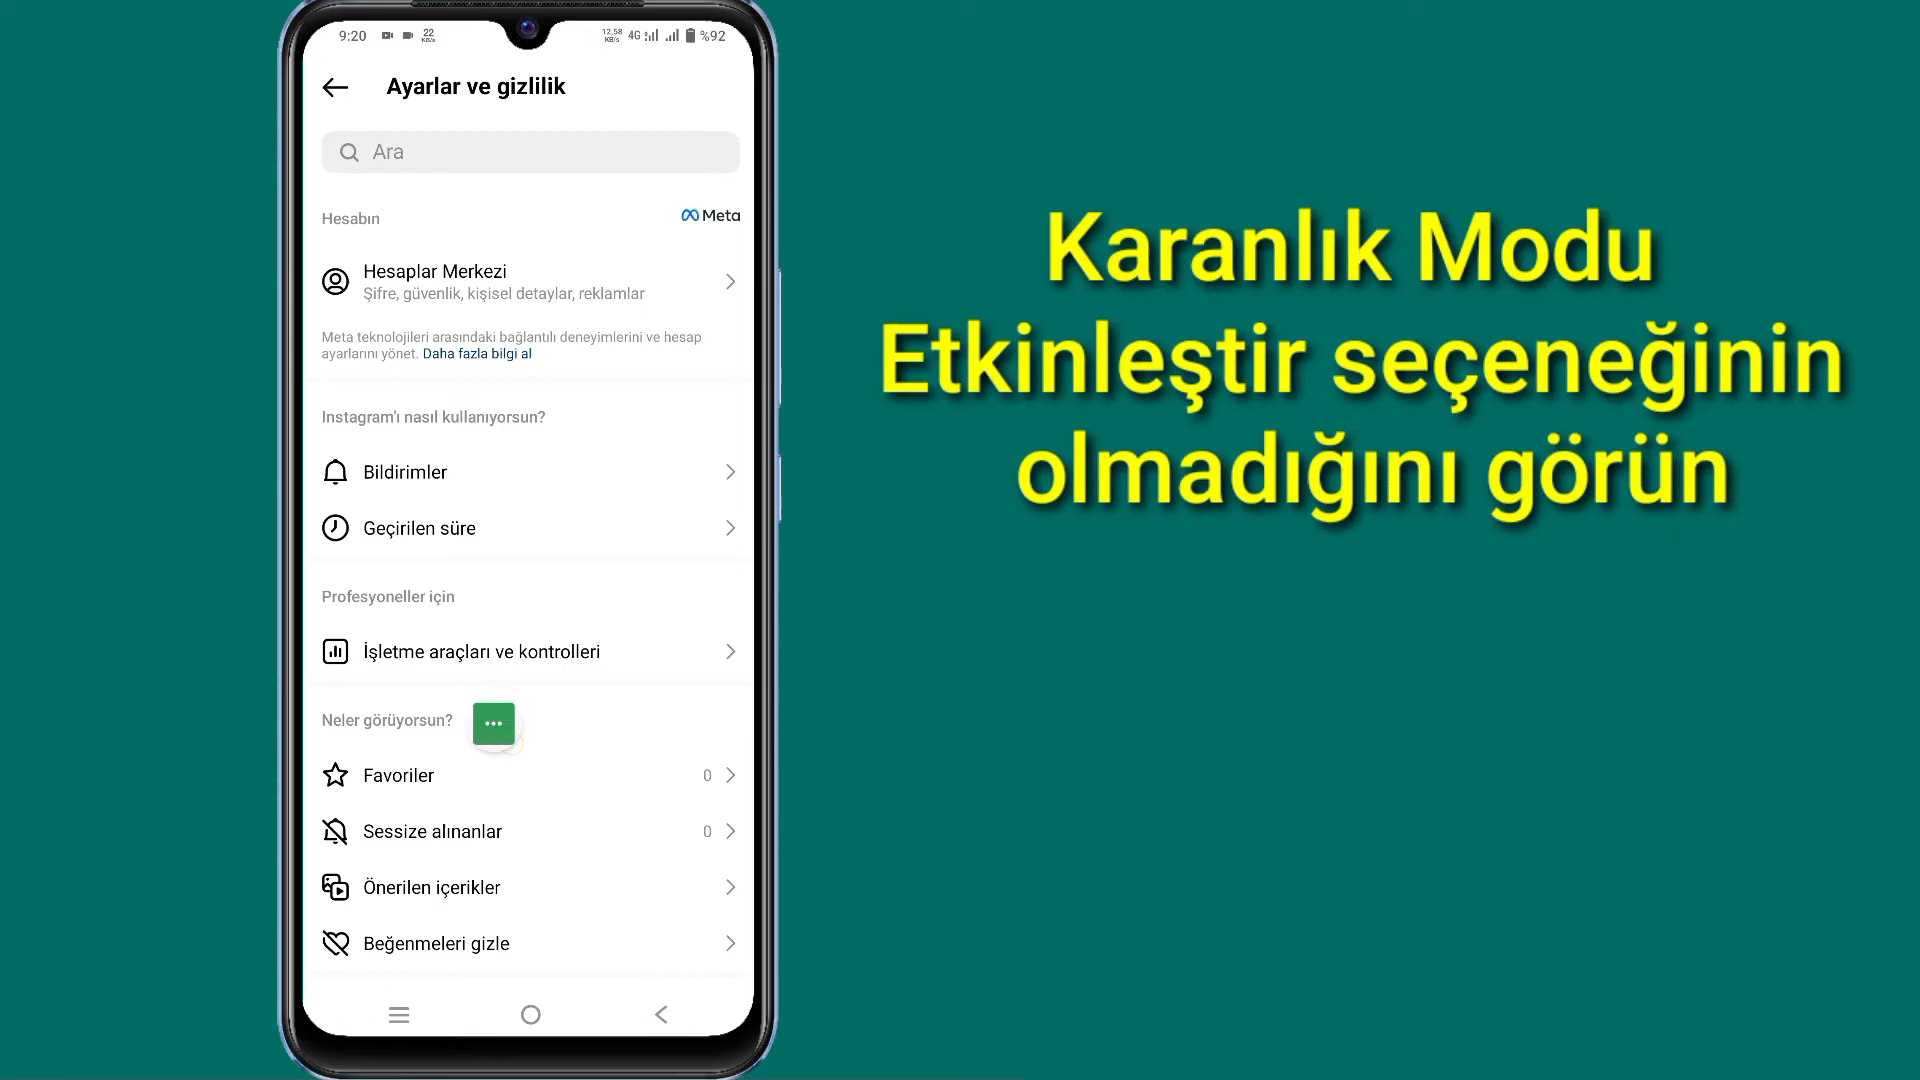 9:20
22
KB/s
12,58
KB/s
4G
%92
Ayarlar ve gizlilik
Ara
Hesabın
Meta
Hesaplar Merkezi
Şifre, güvenlik, kişisel detaylar, reklamlar
Meta teknolojileri arasındaki bağlantılı deneyimlerini ve hesap
ayarlarını yönet. Daha fazla bilgi al
Instagram'ı nasıl kullanıyorsun?
Bildirimler
Geçirilen süre
Profesyoneller için
İşletme araçları ve kontrolleri
Neler görüyorsun?
Favoriler 0
Sessize alınanlar 0
Önerilen içerikler
Beğenmeleri gizle
Karanlık Modu
Etkinleştir seçeneğinin
olmadığını görün